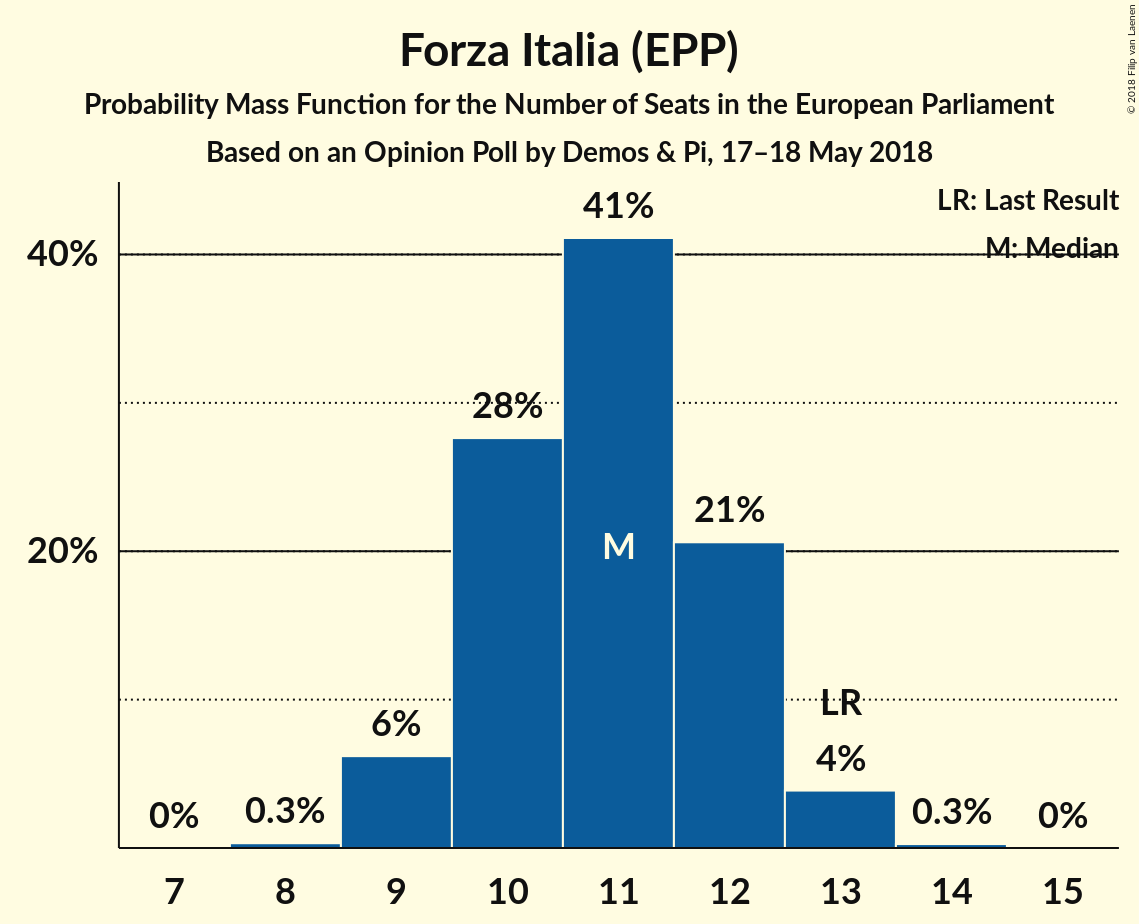 Forza Italia (EPP)
Probability Mass Function for the Number of Seats in the European Parliament
Based on an Opinion Poll by Demos & Pi, 17–18 May 2018
© 2018 Filip van Laenen
LR: Last Result
M: Median
40%
20%
0%
0.3%
6%
28%
41%
M
21%
LR
4%
0.3%
0%
7 8 9 10 11 12 13 14 15